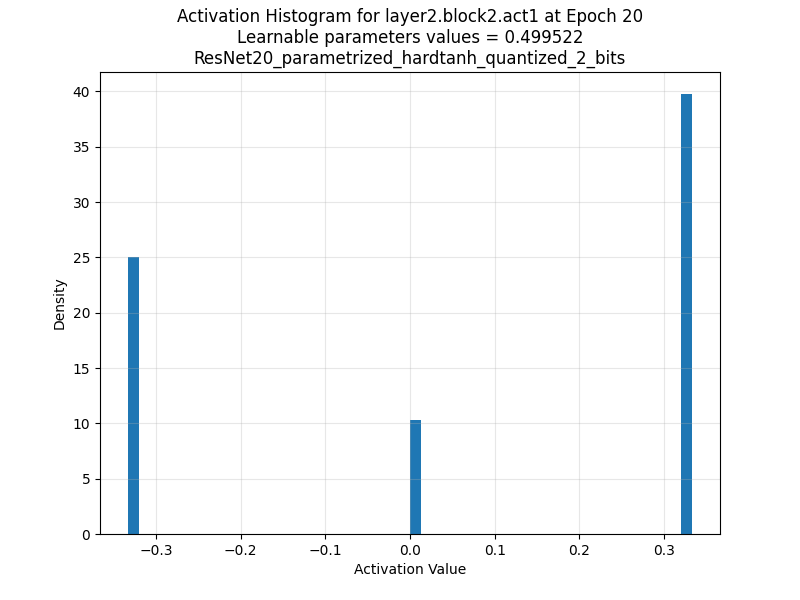 Activation Histogram for layer2.block2.act1 at Epoch 20
Learnable parameters values = 0.499522
ResNet20_parametrized_hardtanh_quantized_2_bits
40
35
30
25
20
15
10
5
0
Density
−0.3 −0.2 −0.1 0.0 0.1 0.2 0.3
Activation Value